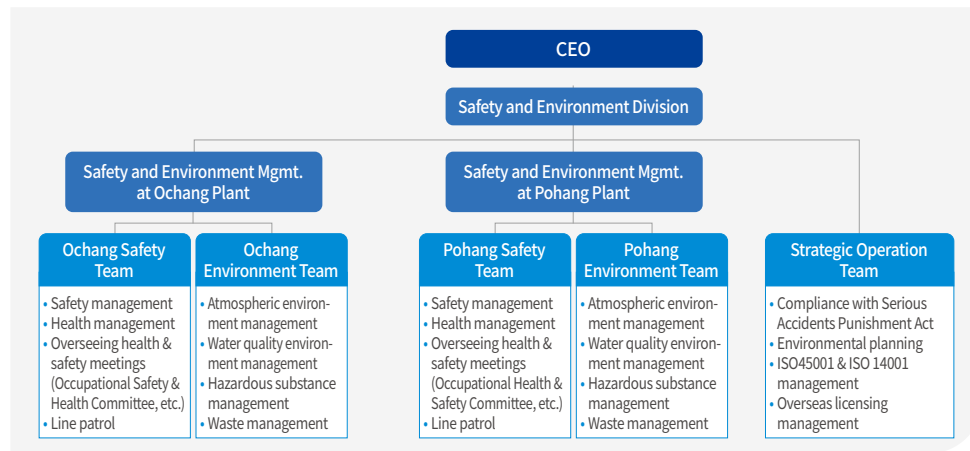 CEO
Safety and Environment Division
Safety and Environment Mgmt.
at Ochang Plant
Safety and Environment Mgmt.
at Pohang Plant
Ochang Safety
Team
• Safety management
• Health management
• Overseeing health &
safety meetings
(Occupational Safety &
Health Committee, etc.)
• Line patrol
Ochang
Environment Team
• Atmospheric environ-
ment management
• Water quality environ-
ment management
• Hazardous substance
management
• Waste management
Pohang Safety
Team
• Safety management
• Health management
• Overseeing health &
safety meetings
(Occupational Health &
Safety Committee, etc.)
• Line patrol
Pohang
Environment Team
• Atmospheric environ-
ment management
• Water quality environ-
ment management
• Hazardous substance
management
• Waste management
Strategic Operation
Team
• Compliance with Serious
Accidents Punishment Act
• Environmental planning
• ISO45001 & ISO 14001
management
• Overseas licensing
management